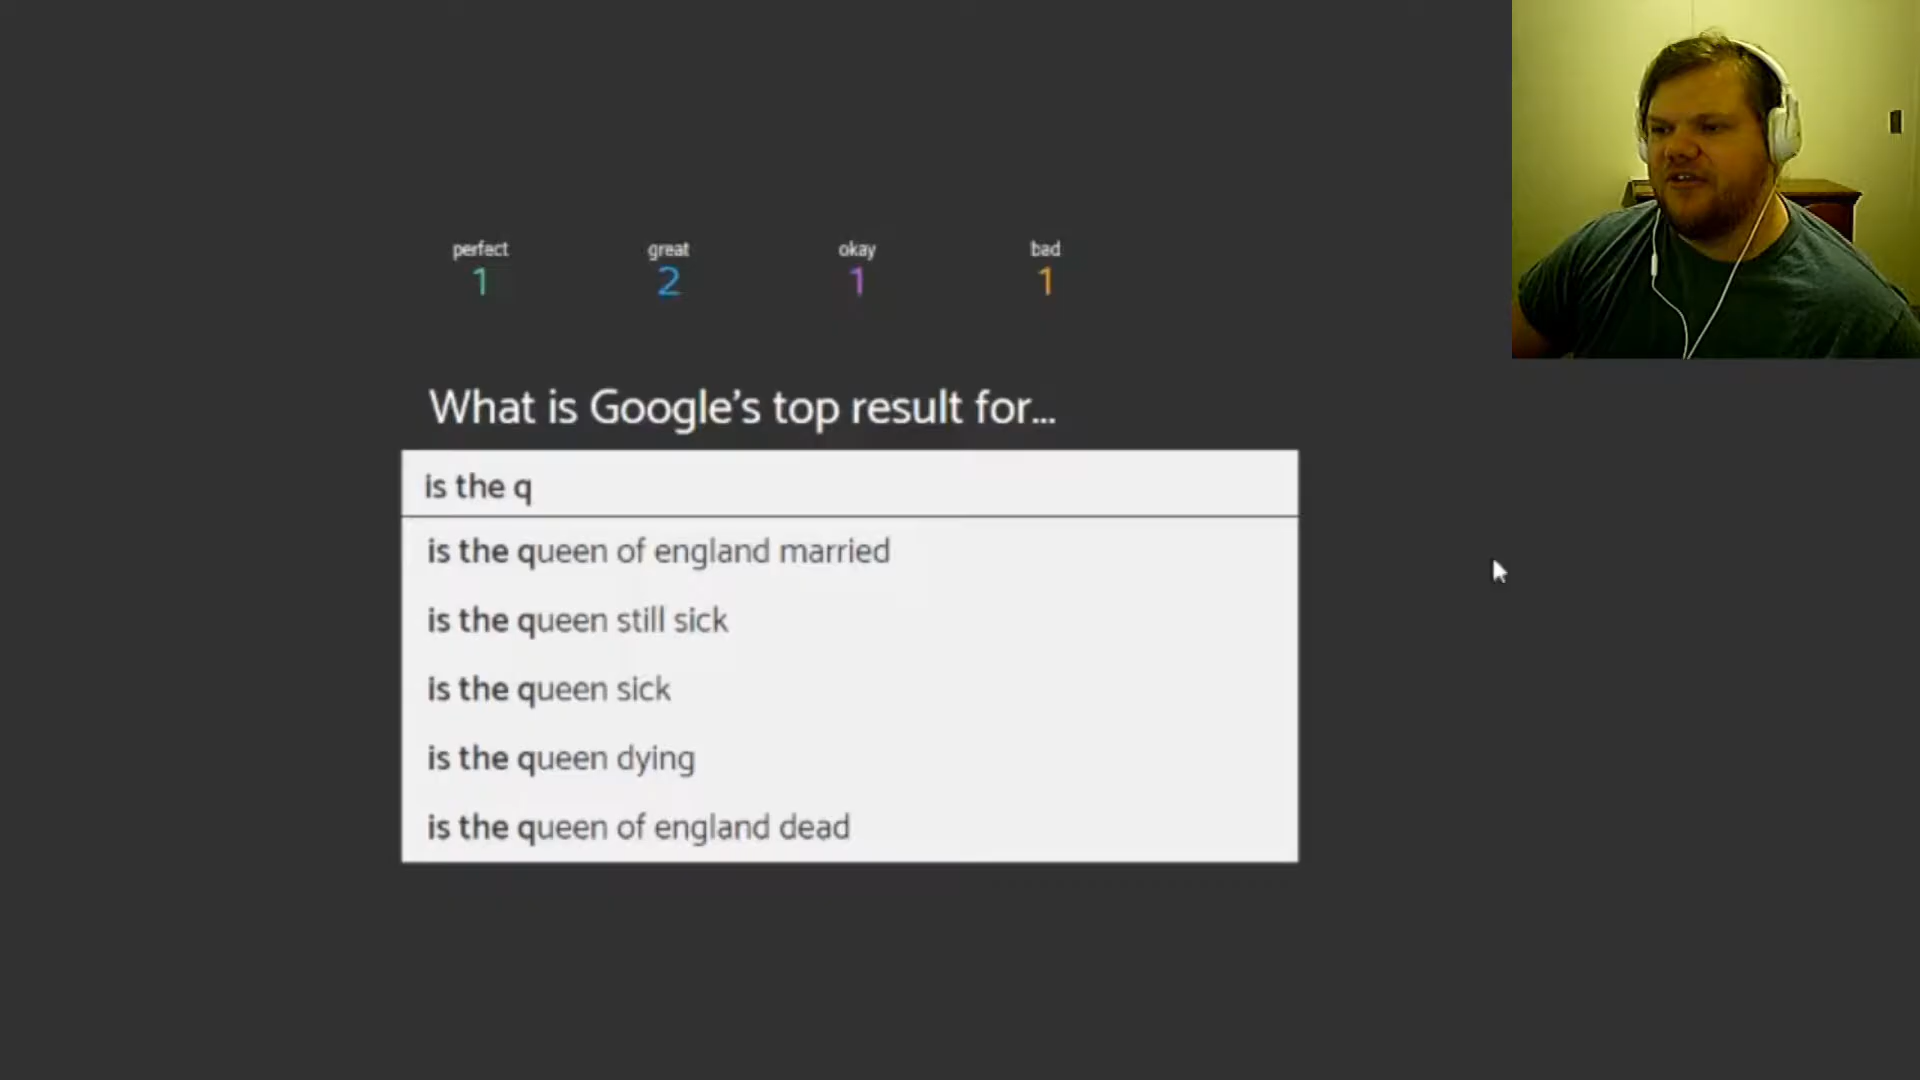 perfect great okay bad
1 2 1 1
What is Google's top result for...
is the q
is the queen of england married
is the queen still sick
is the queen sick
is the queen dying
is the queen of england dead